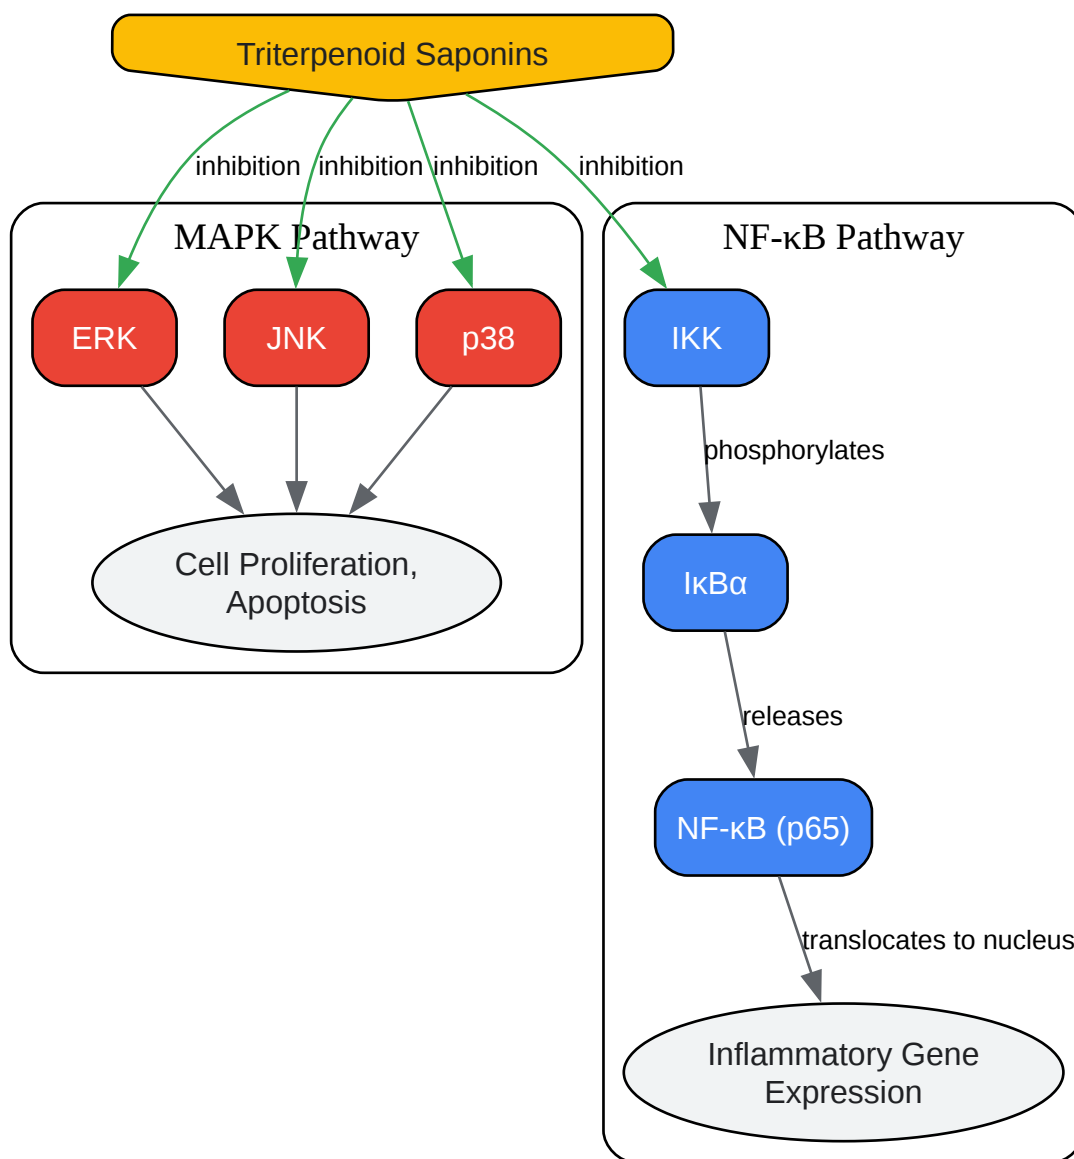 Triterpenoid Saponins
inhibition
inhibition
inhibition
inhibition
MAPK Pathway
NF-κB Pathway
ERK
JNK
p38
IKK
phosphorylates
Cell Proliferation,
Apoptosis
IκBα
releases
NF-κB (p65)
translocates to nucleus
Inflammatory Gene
Expression